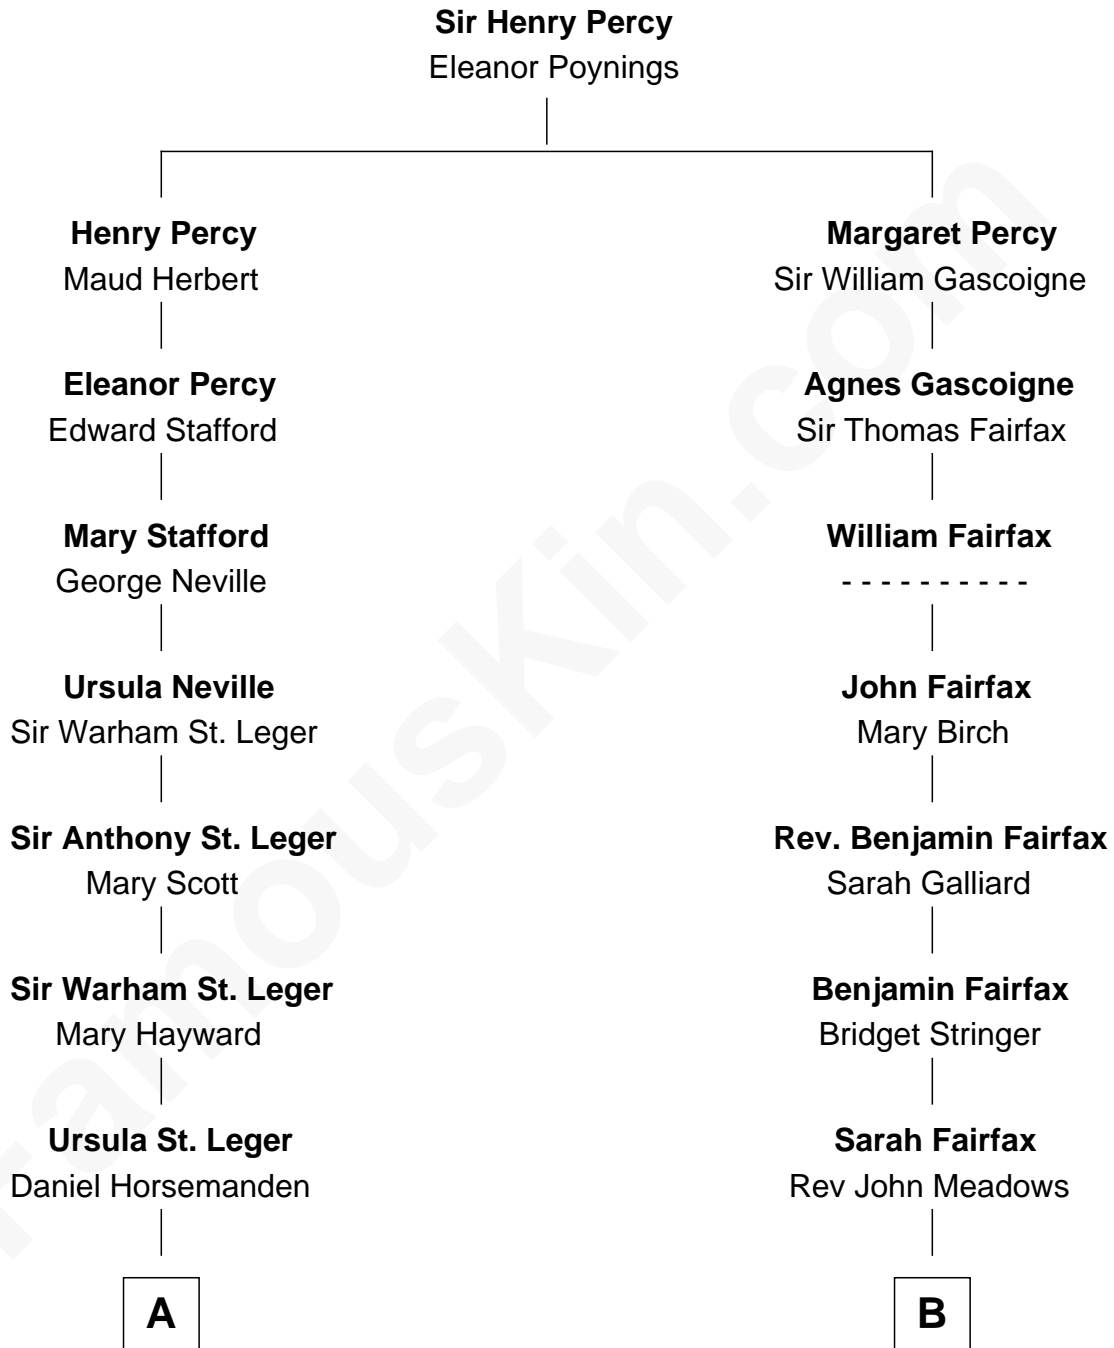 Sir Henry Percy
Eleanor Poynings
Henry Percy
Maud Herbert
Margaret Percy
Sir William Gascoigne
Eleanor Percy
Edward Stafford
Agnes Gascoigne
Sir Thomas Fairfax
Mary Stafford
George Neville
William Fairfax
- - - - - - - - - -
Ursula Neville
Sir Warham St. Leger
John Fairfax
Mary Birch
Sir Anthony St. Leger
Mary Scott
Rev. Benjamin Fairfax
Sarah Galliard
Sir Warham St. Leger
Mary Hayward
Benjamin Fairfax
Bridget Stringer
Ursula St. Leger
Daniel Horsemanden
Sarah Fairfax
Rev John Meadows
A
B
FamousKin.com